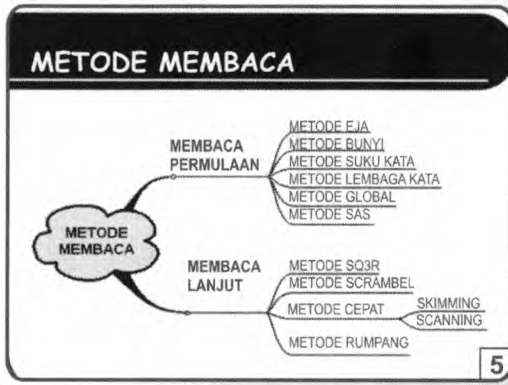 METODE MEMBACA
METODE
MEMBACA
MEMBACA
PERMULAAN
METODE EJA
METODE BUNYI
METODE SUKU KATA
METODE LEMBAGA KATA
METODE GLOBAL
METODE SAS
MEMBACA
LANJUT
METODE SQ3R
METODE SCRAMBEL
METODE CEPAT
SKIMMING
SCANNING
METODE RUMPANG
5